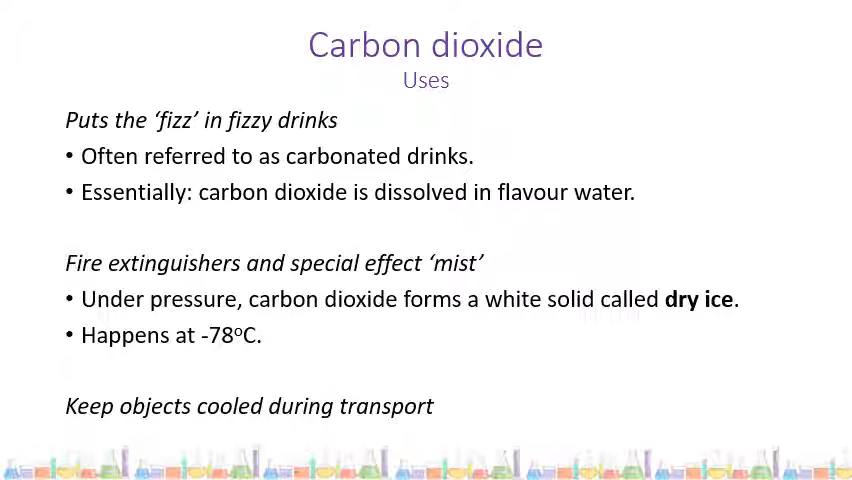 Carbon dioxide
Uses
Puts the ‘fizz’ in fizzy drinks
• Often referred to as carbonated drinks.
• Essentially: carbon dioxide is dissolved in flavour water.
Fire extinguishers and special effect ‘mist’
• Under pressure, carbon dioxide forms a white solid called dry ice.
• Happens at -78ºC.
Keep objects cooled during transport